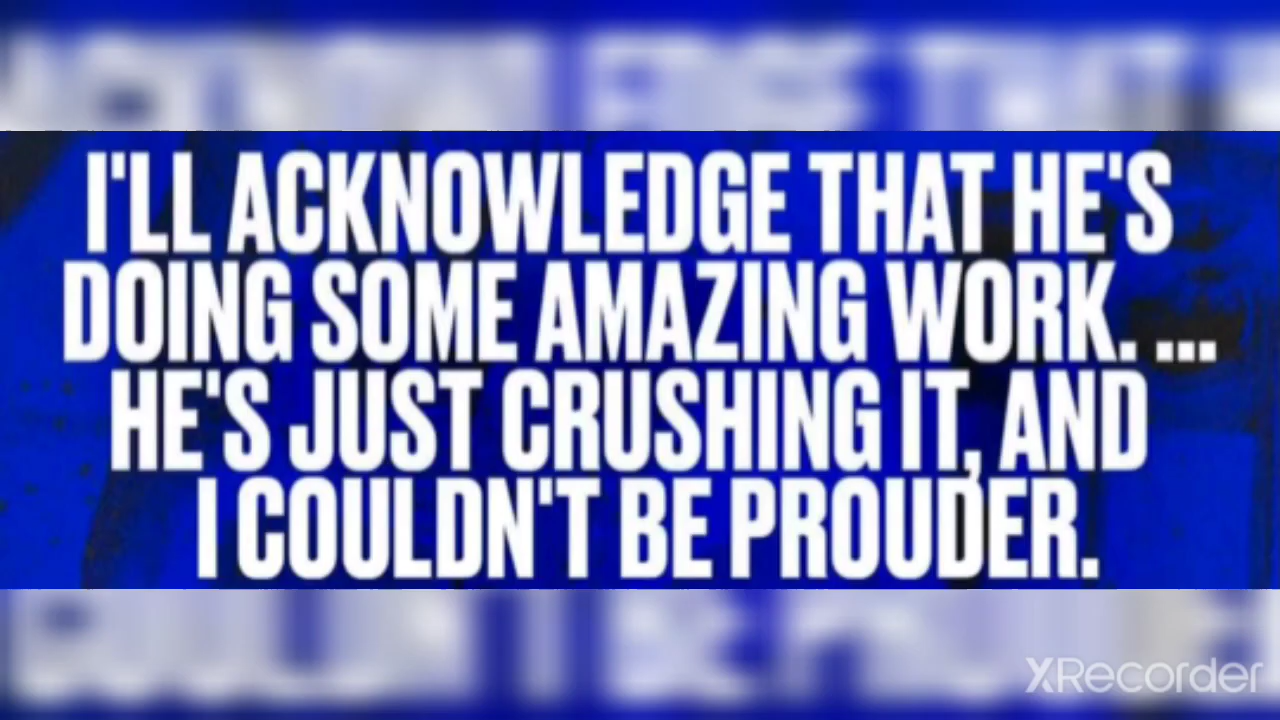 I'LL ACKNOWLEDGE THAT HE'S
DOING SOME AMAZING WORK. ...
HE'S JUST CRUSHING IT, AND
I COULDN'T BE PROUDER.
XRecorder